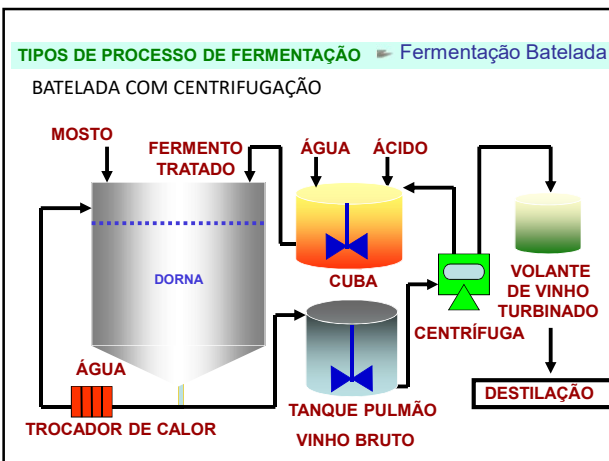 TIPOS DE PROCESSO DE FERMENTAÇÃO Fermentação Batelada
BATELADA COM CENTRIFUGAÇÃO
MOSTO
FERMENTO
TRATADO
ÁGUA
ÁCIDO
DORNA
CUBA
VOLANTE
DE VINHO
TURBINADO
CENTRÍFUGA
ÁGUA
TROCADOR DE CALOR
TANQUE PULMÃO
VINHO BRUTO
DESTILAÇÃO